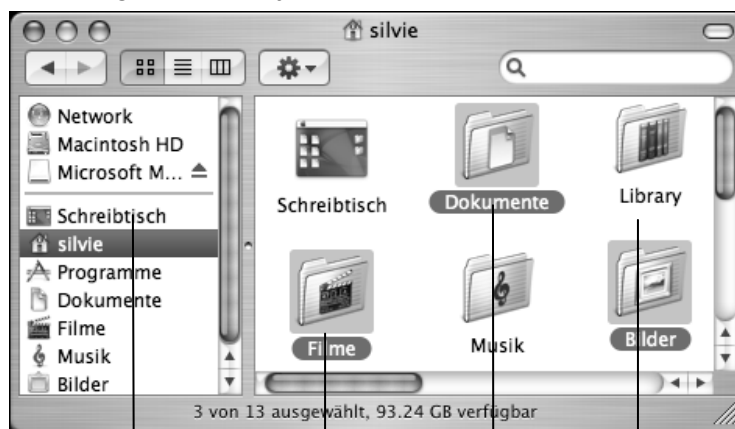 silvie
Network
Macintosh HD
Microsoft M...
Schreibtisch
silvie
Programme
Dokumente
Filme
Musik
Bilder
Schreibtisch
Dokumente
Library
Filme
Musik
Bilder
3 von 13 ausgewählt, 93.24 GB verfügbar